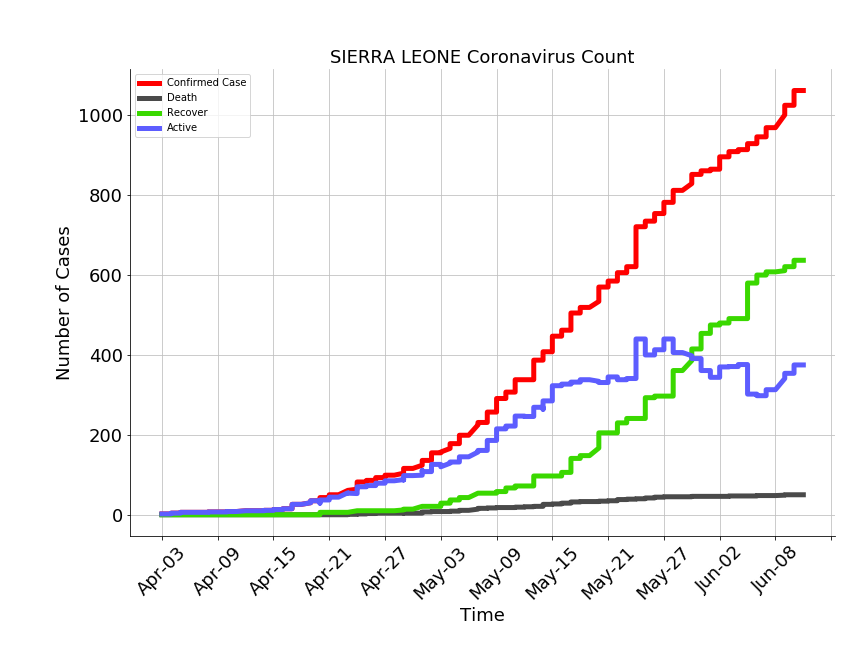 SIERRA LEONE Coronavirus Count
Confirmed Case
Death
Recover
Active
Number of Cases
1000
800
600
400
200
0
Apr-03
Apr-09
Apr-15
Apr-21
Apr-27
May-03
May-09
May-15
May-21
May-27
Jun-02
Jun-08
Time